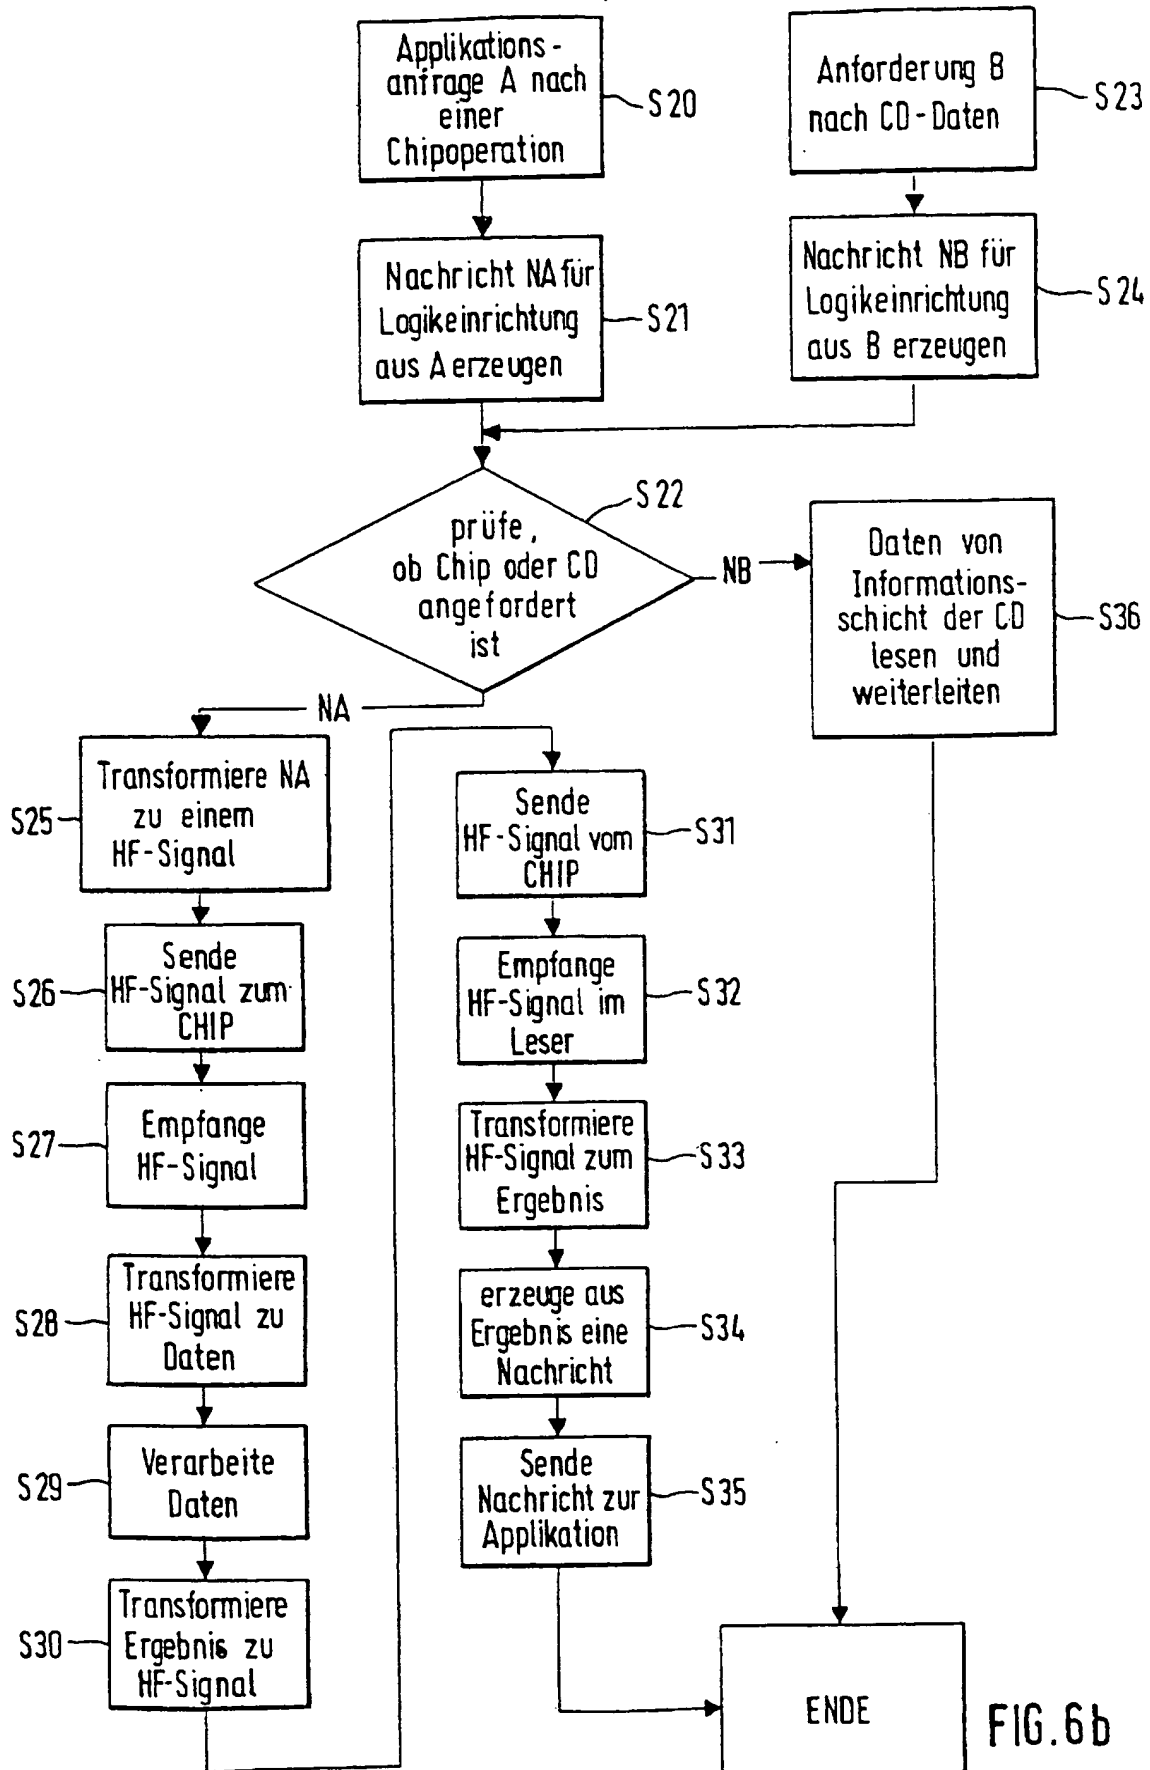 Applikations-
anfrage A nach
einer
Chipoperation
S20
Anforderung B
nach CD-Daten
S23
Nachricht NA für
Logikeinrichtung
aus A erzeugen
S21
Nachricht NB für
Logikeinrichtung
aus B erzeugen
S24
prüfe,
ob Chip oder CD
angefordert
ist
S22
NB
Daten von
Informations-
schicht der CD
lesen und
weiterleiten
S36
NA
Transformiere NA
zu einem
HF-Signal
S25
Sende
HF-Signal zum
CHIP
S26
Empfange
HF-Signal
S27
Transformiere
HF-Signal zu
Daten
S28
Verarbeite
Daten
S29
Transformiere
Ergebnis zu
HF-Signal
S30
Sende
HF-Signal vom
CHIP
S31
Empfange
HF-Signal im
Leser
S32
Transformiere
HF-Signal zum
Ergebnis
S33
erzeuge aus
Ergebnis eine
Nachricht
S34
Sende
Nachricht zur
Applikation
S35
ENDE
FIG.6b